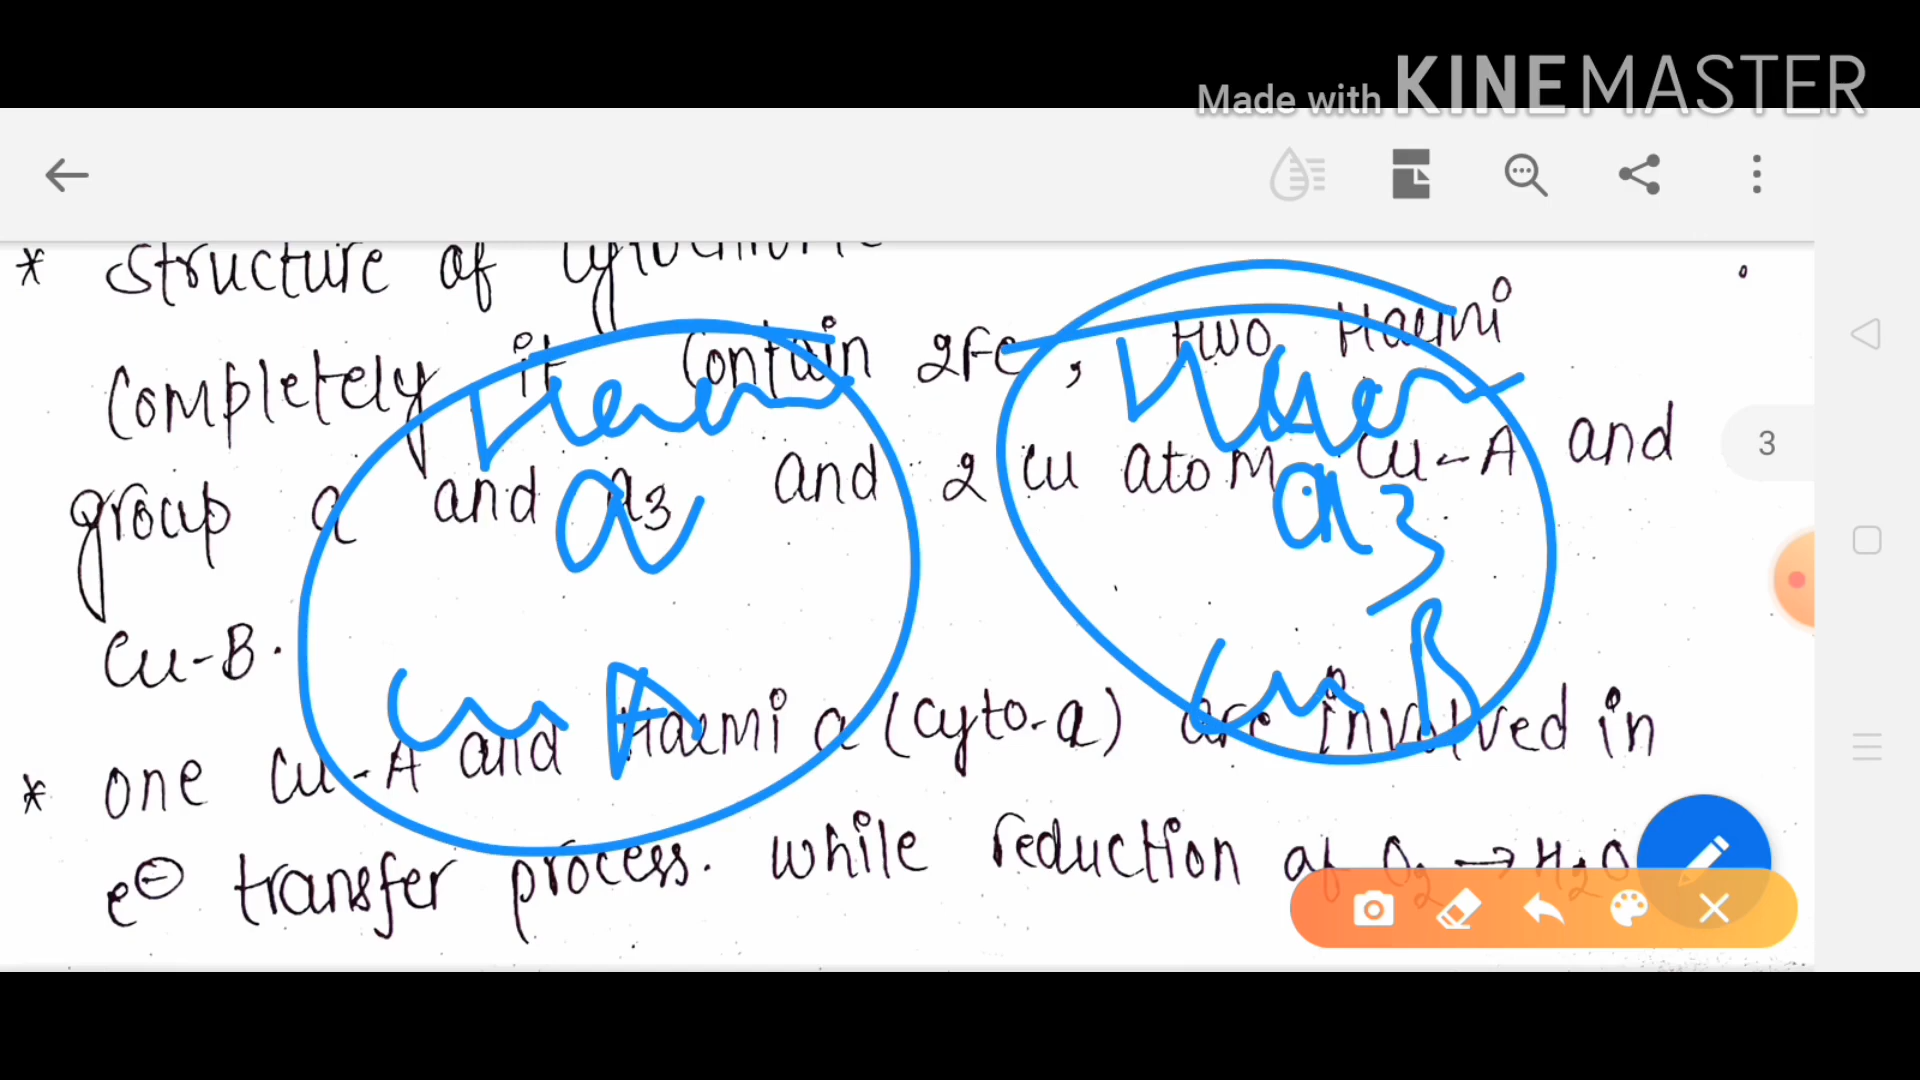 Made with KINEMASTER
* Structure of
completely it contain 2Fe, two Haemi
group a and a3 and 2 Cu atom Cu-A and
Cu-B.
* one Cu-A and Haemi a (cyto-a) are involved in
e⊖ transfer process. while reduction of O2 → H2O
a
a3
Cu A
Cu B
3